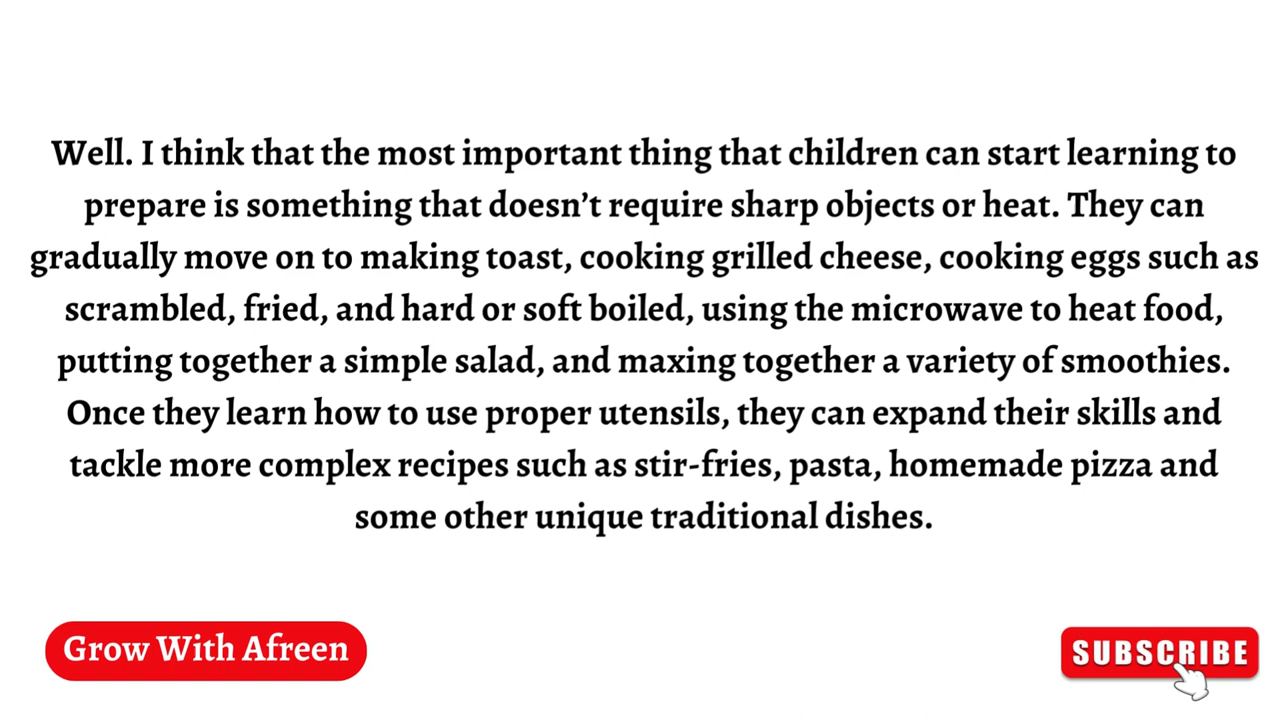 Well. I think that the most important thing that children can start learning to
prepare is something that doesn't require sharp objects or heat. They can
gradually move on to making toast, cooking grilled cheese, cooking eggs such as
scrambled, fried, and hard or soft boiled, using the microwave to heat food,
putting together a simple salad, and maxing together a variety of smoothies.
Once they learn how to use proper utensils, they can expand their skills and
tackle more complex recipes such as stir-fries, pasta, homemade pizza and
some other unique traditional dishes.
Grow With Afreen
SUBSCRIBE